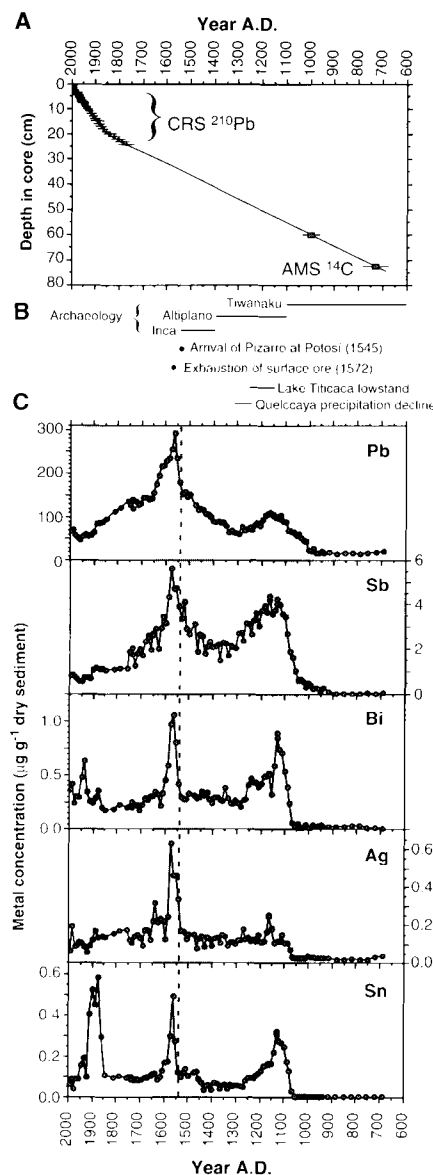 A
Year A.D.
2000 1900 1800 1700 1600 1500 1400 1300 1200 1100 1000 900 800 700 600
Depth in core (cm)
0
10
20
30
40
50
60
70
80
CRS 210Pb
AMS 14C
B
Archaeology
Tiwanaku
Altiplano
Inca
Arrival of Pizarro at Potosí (1545)
Exhaustion of surface ore (1572)
Lake Titicaca lowstand
Quelccaya precipitation decline
C
Metal concentration (μg g-1 dry sediment)
Pb
300
200
100
0
Sb
6
4
2
0
Bi
1.0
0.5
0.0
Ag
0.6
0.4
0.2
0.0
Sn
0.6
0.4
0.2
0.0
2000 1900 1800 1700 1600 1500 1400 1300 1200 1100 1000 900 800 700 600
Year A.D.